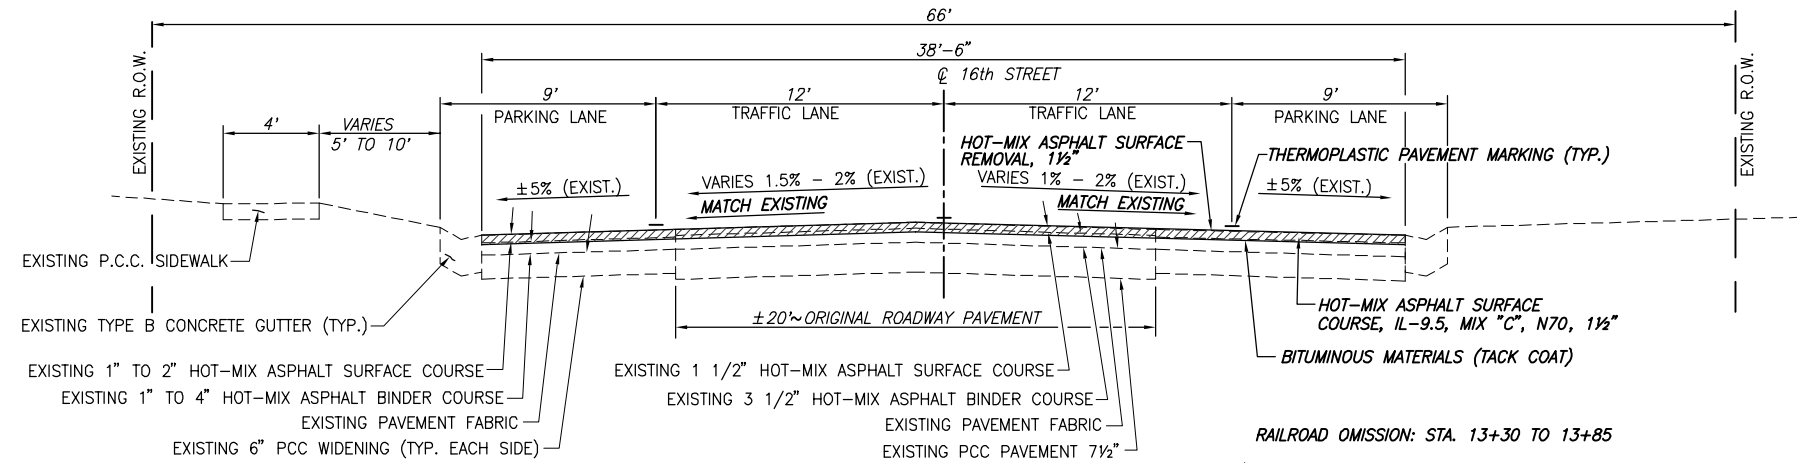 66'
38'-6"
℄ 16th STREET
9'
12'
12'
9'
PARKING LANE
TRAFFIC LANE
TRAFFIC LANE
PARKING LANE
EXISTING R.O.W.
EXISTING R.O.W.
4'
VARIES
5' TO 10'
HOT-MIX ASPHALT SURFACE
REMOVAL, 1½"
THERMOPLASTIC PAVEMENT MARKING (TYP.)
±5% (EXIST.)
VARIES 1.5% - 2% (EXIST.)
VARIES 1% - 2% (EXIST.)
±5% (EXIST.)
MATCH EXISTING
MATCH EXISTING
EXISTING P.C.C. SIDEWALK
EXISTING TYPE B CONCRETE GUTTER (TYP.)
±20'~ORIGINAL ROADWAY PAVEMENT
HOT-MIX ASPHALT SURFACE
COURSE, IL-9.5, MIX "C", N70, 1½"
BITUMINOUS MATERIALS (TACK COAT)
EXISTING 1" TO 2" HOT-MIX ASPHALT SURFACE COURSE
EXISTING 1" TO 4" HOT-MIX ASPHALT BINDER COURSE
EXISTING PAVEMENT FABRIC
EXISTING 6" PCC WIDENING (TYP. EACH SIDE)
EXISTING 1 1/2" HOT-MIX ASPHALT SURFACE COURSE
EXISTING 3 1/2" HOT-MIX ASPHALT BINDER COURSE
EXISTING PAVEMENT FABRIC
EXISTING PCC PAVEMENT 7½"
RAILROAD OMISSION: STA. 13+30 TO 13+85